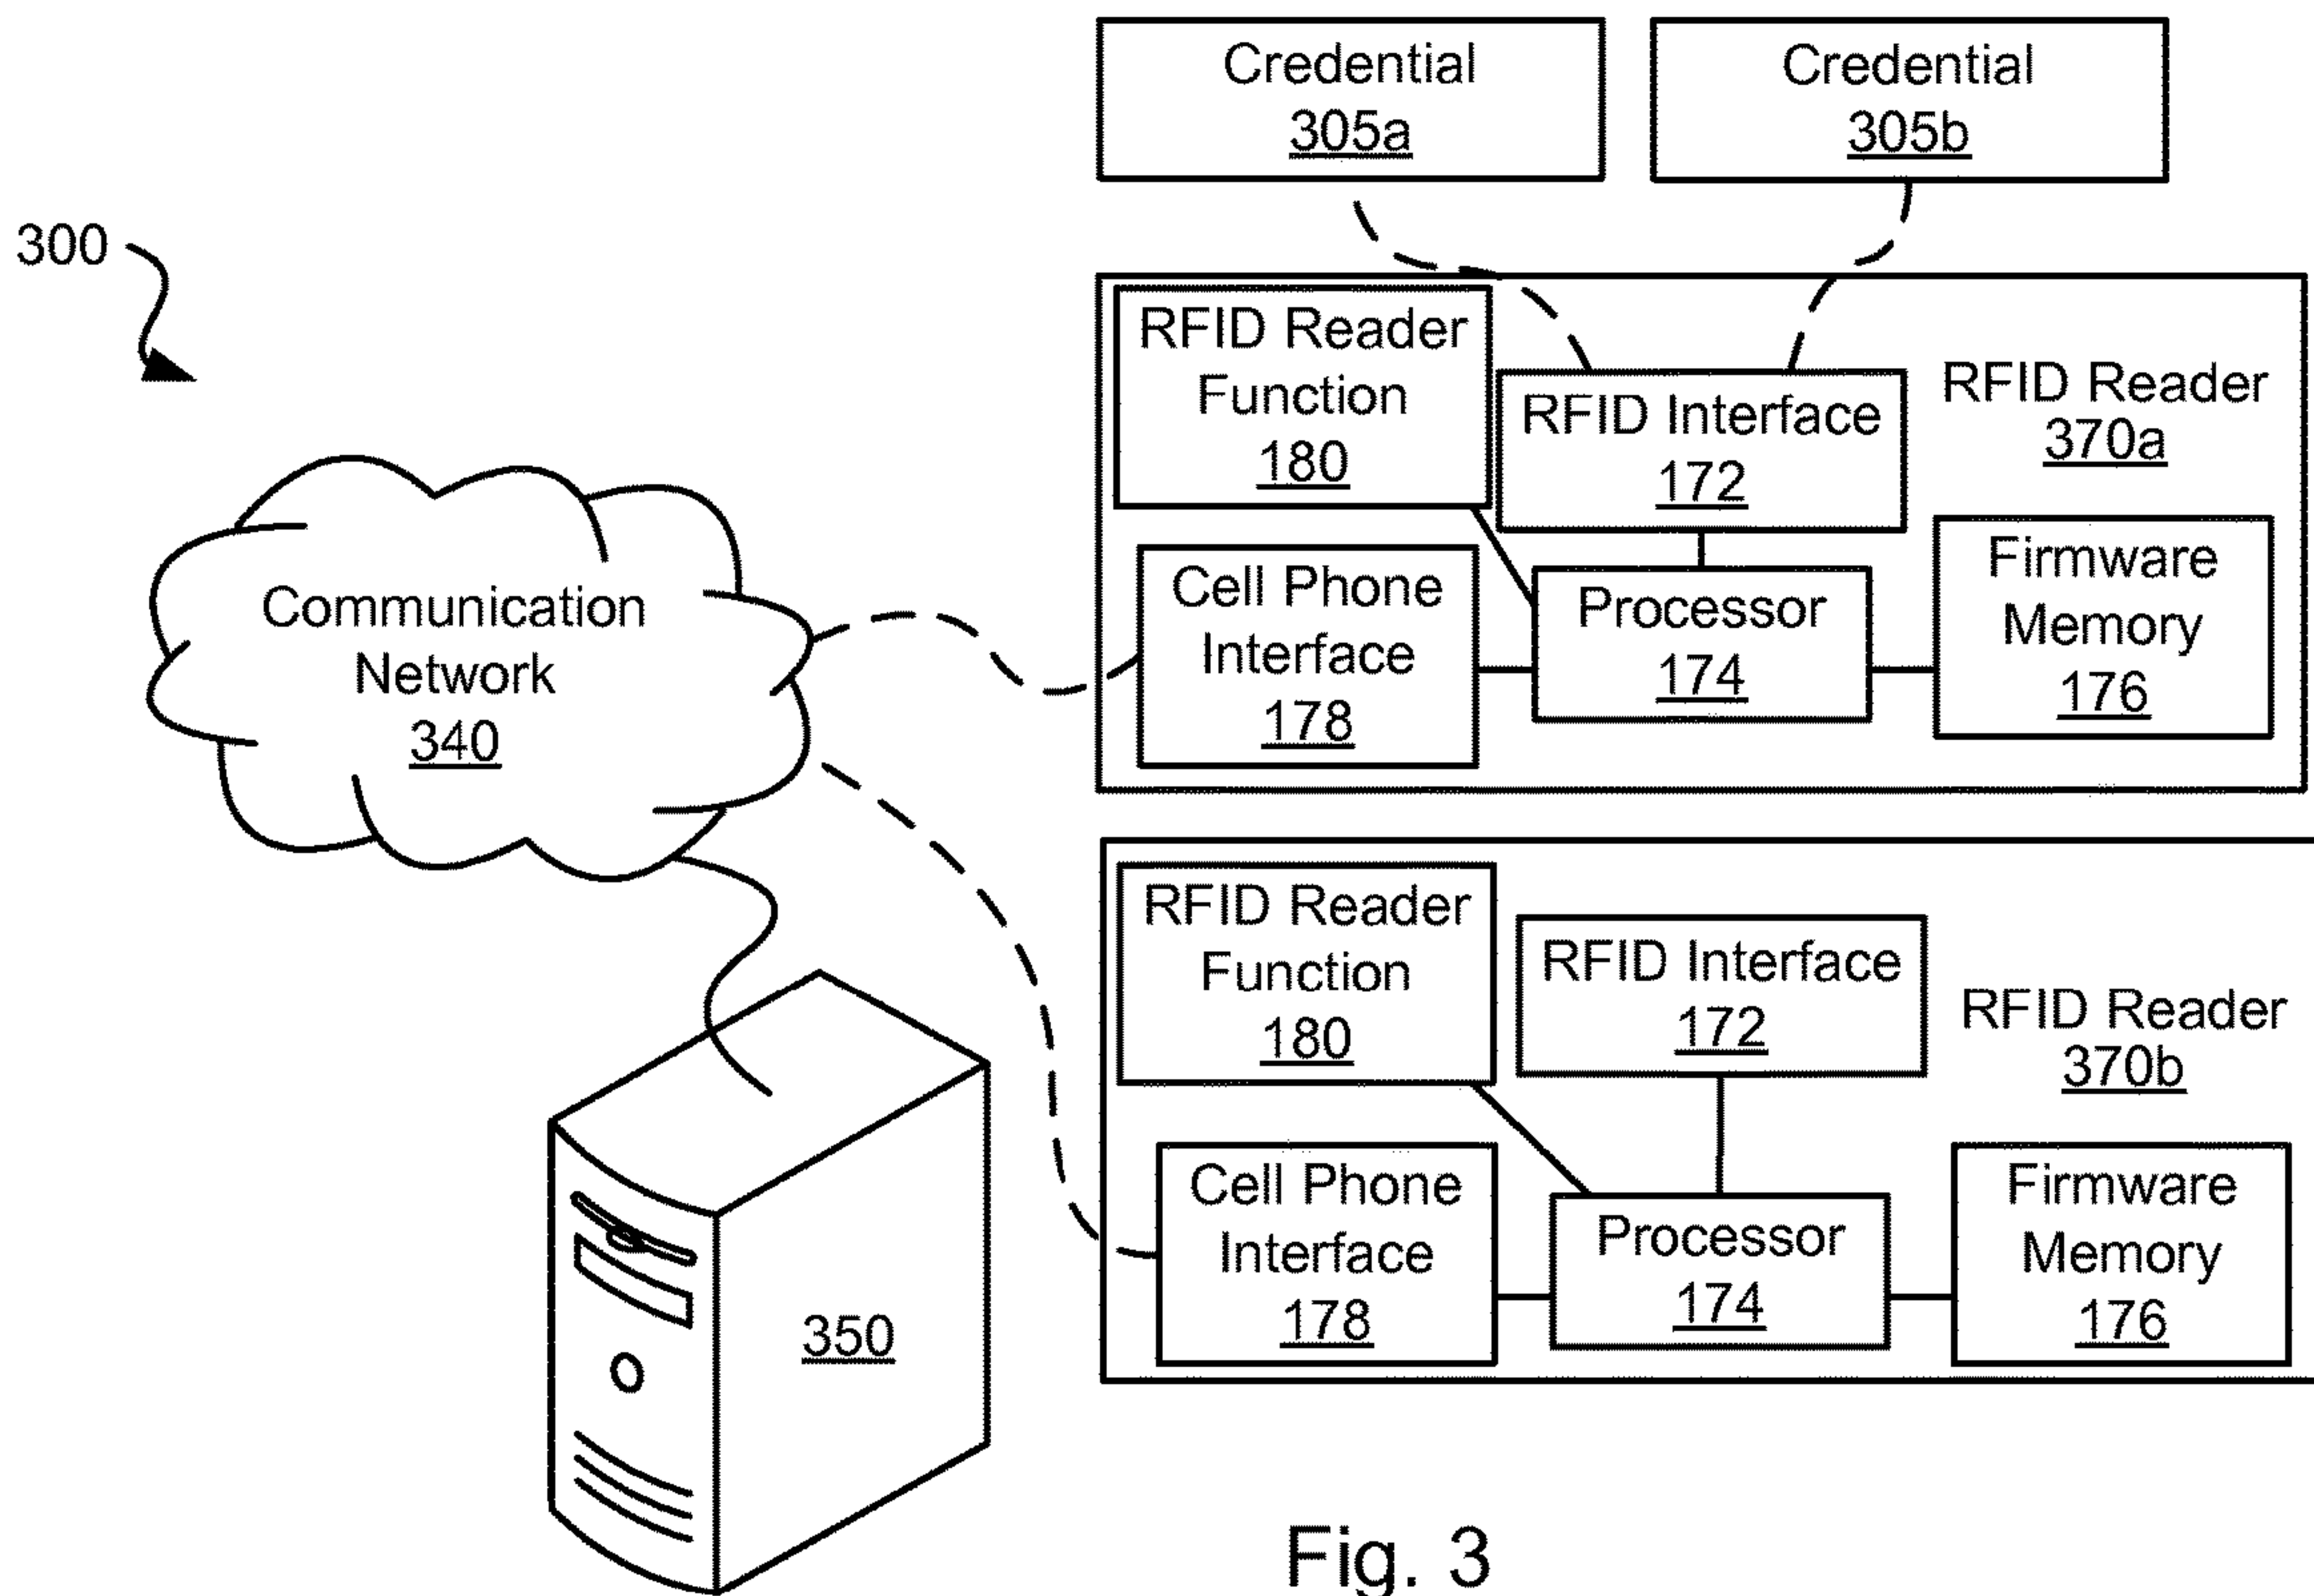 Credential
305a
Credential
305b
300
RFID Reader
Function
180
RFID Interface
172
RFID Reader
370a
Cell Phone
Interface
178
Processor
174
Firmware
Memory
176
Communication
Network
340
RFID Reader
Function
180
RFID Interface
172
RFID Reader
370b
Cell Phone
Interface
178
Processor
174
Firmware
Memory
176
350
Fig. 3